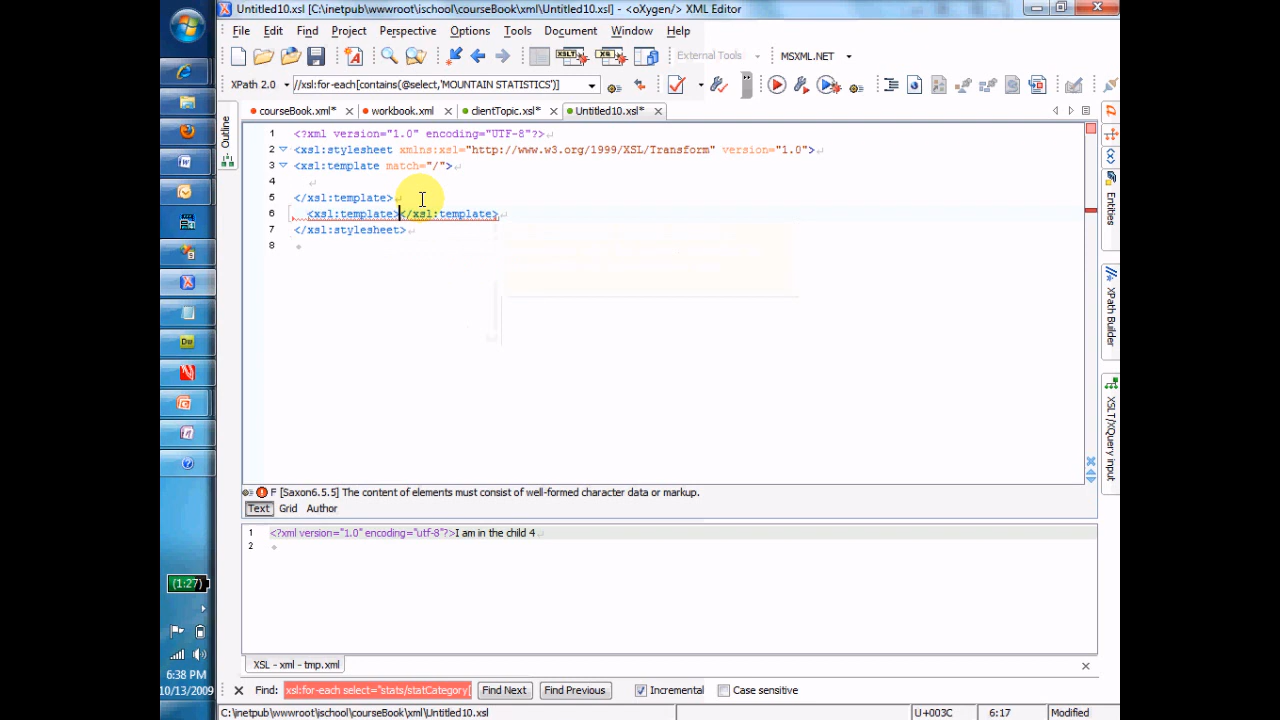 Untitled10.xsl [C:\inetpub\wwwroot\ischool\courseBook\xml\Untitled10.xsl] - <oXygen/> XML Editor
File Edit Find Project Perspective Options Tools Document Window Help
External Tools MSXML.NET
XPath 2.0 //xsl:for-each[contains(@select,'MOUNTAIN STATISTICS')]
courseBook.xml* workbook.xml clientTopic.xsl* Untitled10.xsl*
Outline
1 <?xml version="1.0" encoding="UTF-8"?>
2 <xsl:stylesheet xmlns:xsl="http://www.w3.org/1999/XSL/Transform" version="1.0">
3 <xsl:template match="/">
4
5 </xsl:template>
6 <xsl:template></xsl:template>
7 </xsl:stylesheet>
8
Entities
XPath Builder
XSLT/XQuery input
F [Saxon6.5.5] The content of elements must consist of well-formed character data or markup.
Text Grid Author
1 <?xml version="1.0" encoding="utf-8"?>I am in the child 4
2
XSL - xml - tmp.xml
Find: xsl:for-each select="stats/statCategory[ Find Next Find Previous Incremental Case sensitive
C:\inetpub\wwwroot\ischool\courseBook\xml\Untitled10.xsl U+003C 6:17 Modified
(1:27)
6:38 PM
10/13/2009